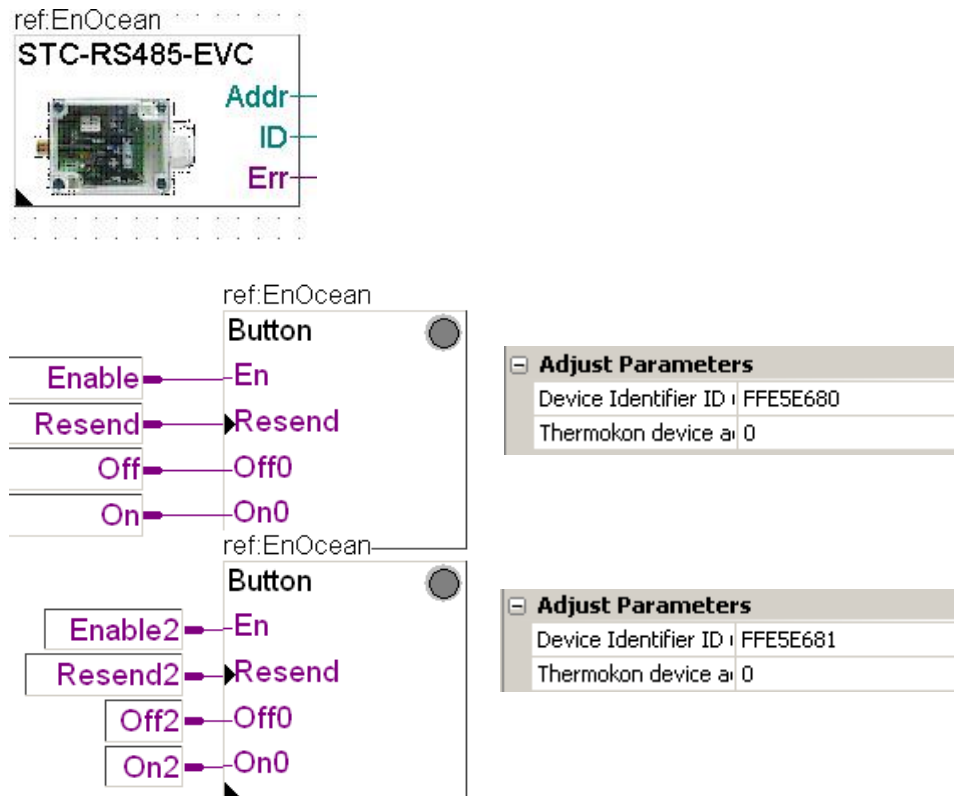 ref:EnOcean
STC-RS485-EVC
Addr
ID
Err
ref:EnOcean
Button
Enable En
Resend Resend
Off Off0
On On0
Adjust Parameters
Device Identifier ID FFE5E680
Thermokon device a 0
ref:EnOcean
Button
Enable2 En
Resend2 Resend
Off2 Off0
On2 On0
Adjust Parameters
Device Identifier ID FFE5E681
Thermokon device a 0